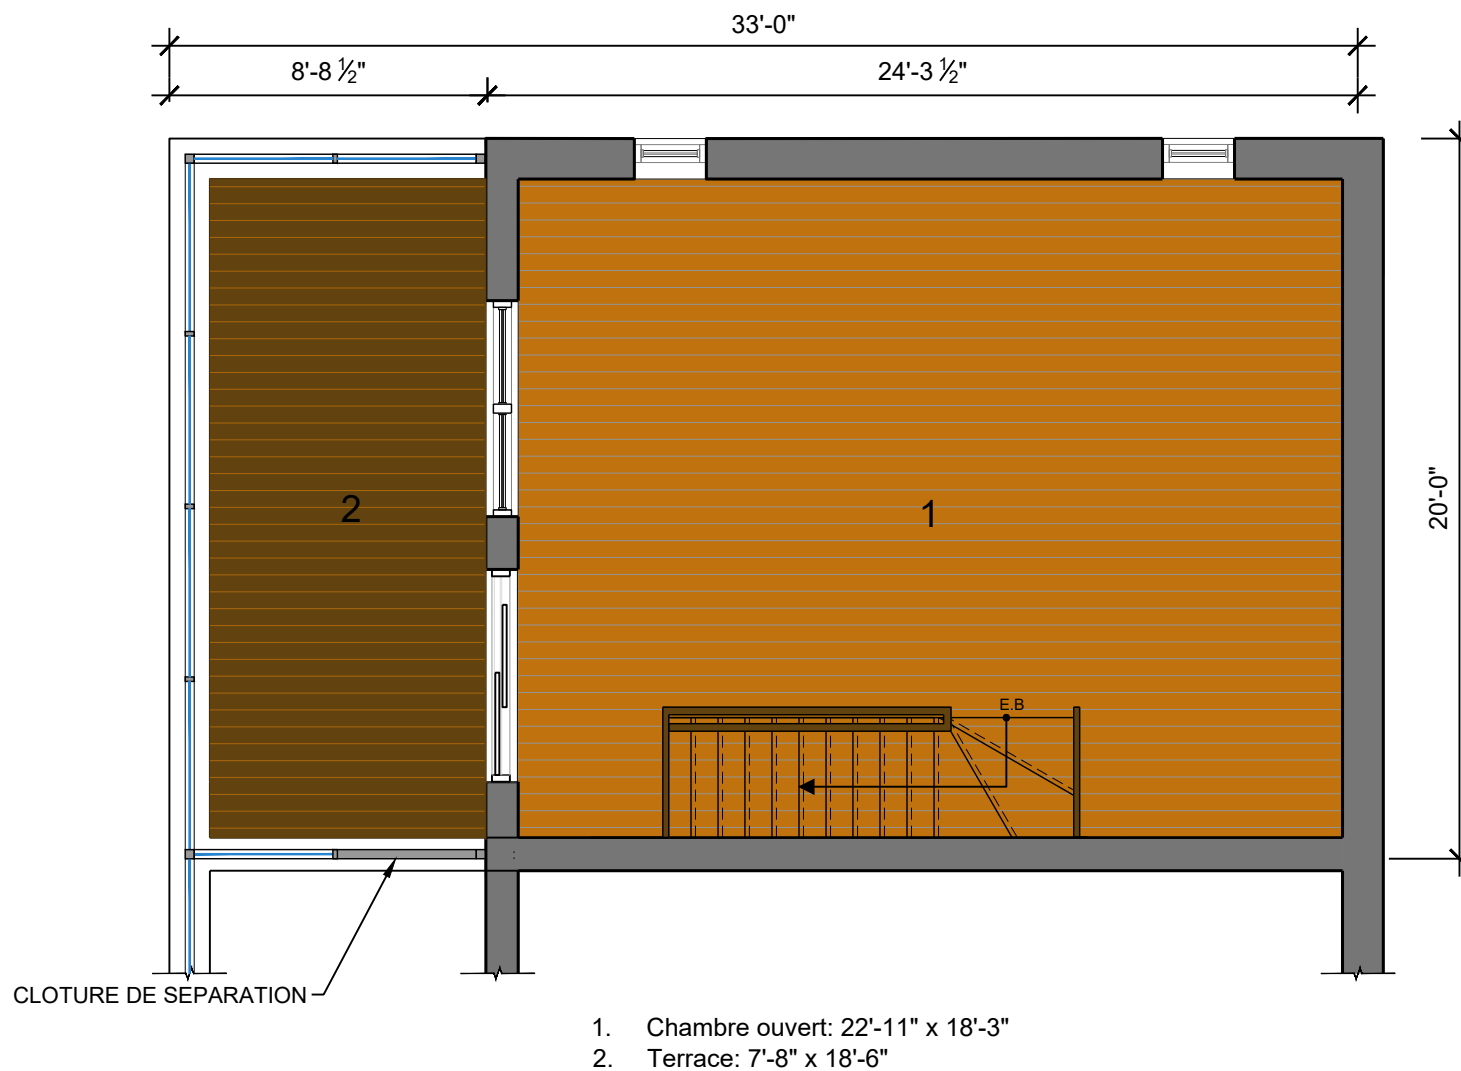 33'-0"
8'-8 ½"
24'-3 ½"
20'-0"
2
1
E.B
CLOTURE DE SEPARATION
1. Chambre ouvert: 22'-11" x 18'-3"
2. Terrace: 7'-8" x 18'-6"